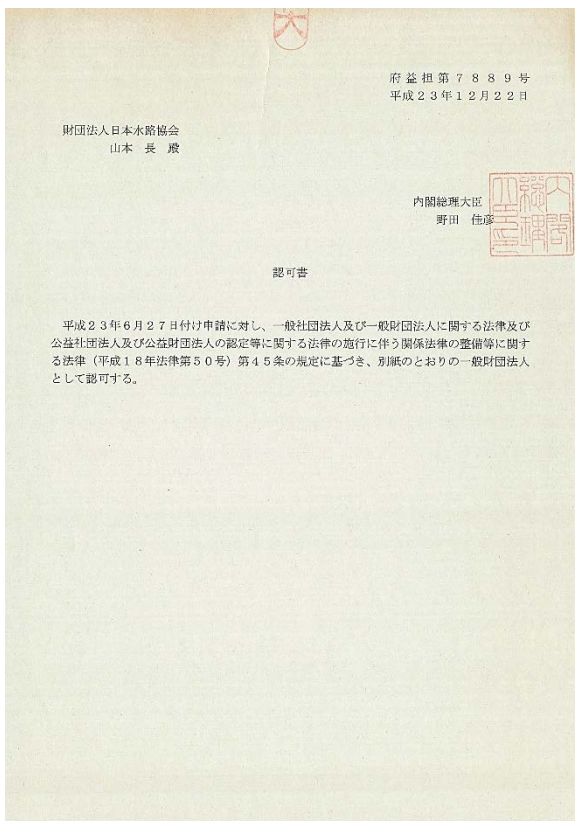 府益担第7889号
平成23年12月22日
財団法人日本水路協会
山本 長 殿
内閣総理大臣
野田 佳彦
内閣
総理
大臣印
認可書
平成23年6月27日付け申請に対し、一般社団法人及び一般財団法人に関する法律及び
公益社団法人及び公益財団法人の認定等に関する法律の施行に伴う関係法律の整備等に関す
る法律(平成18年法律第50号)第45条の規定に基づき、別紙のとおりの一般財団法人
として認可する。